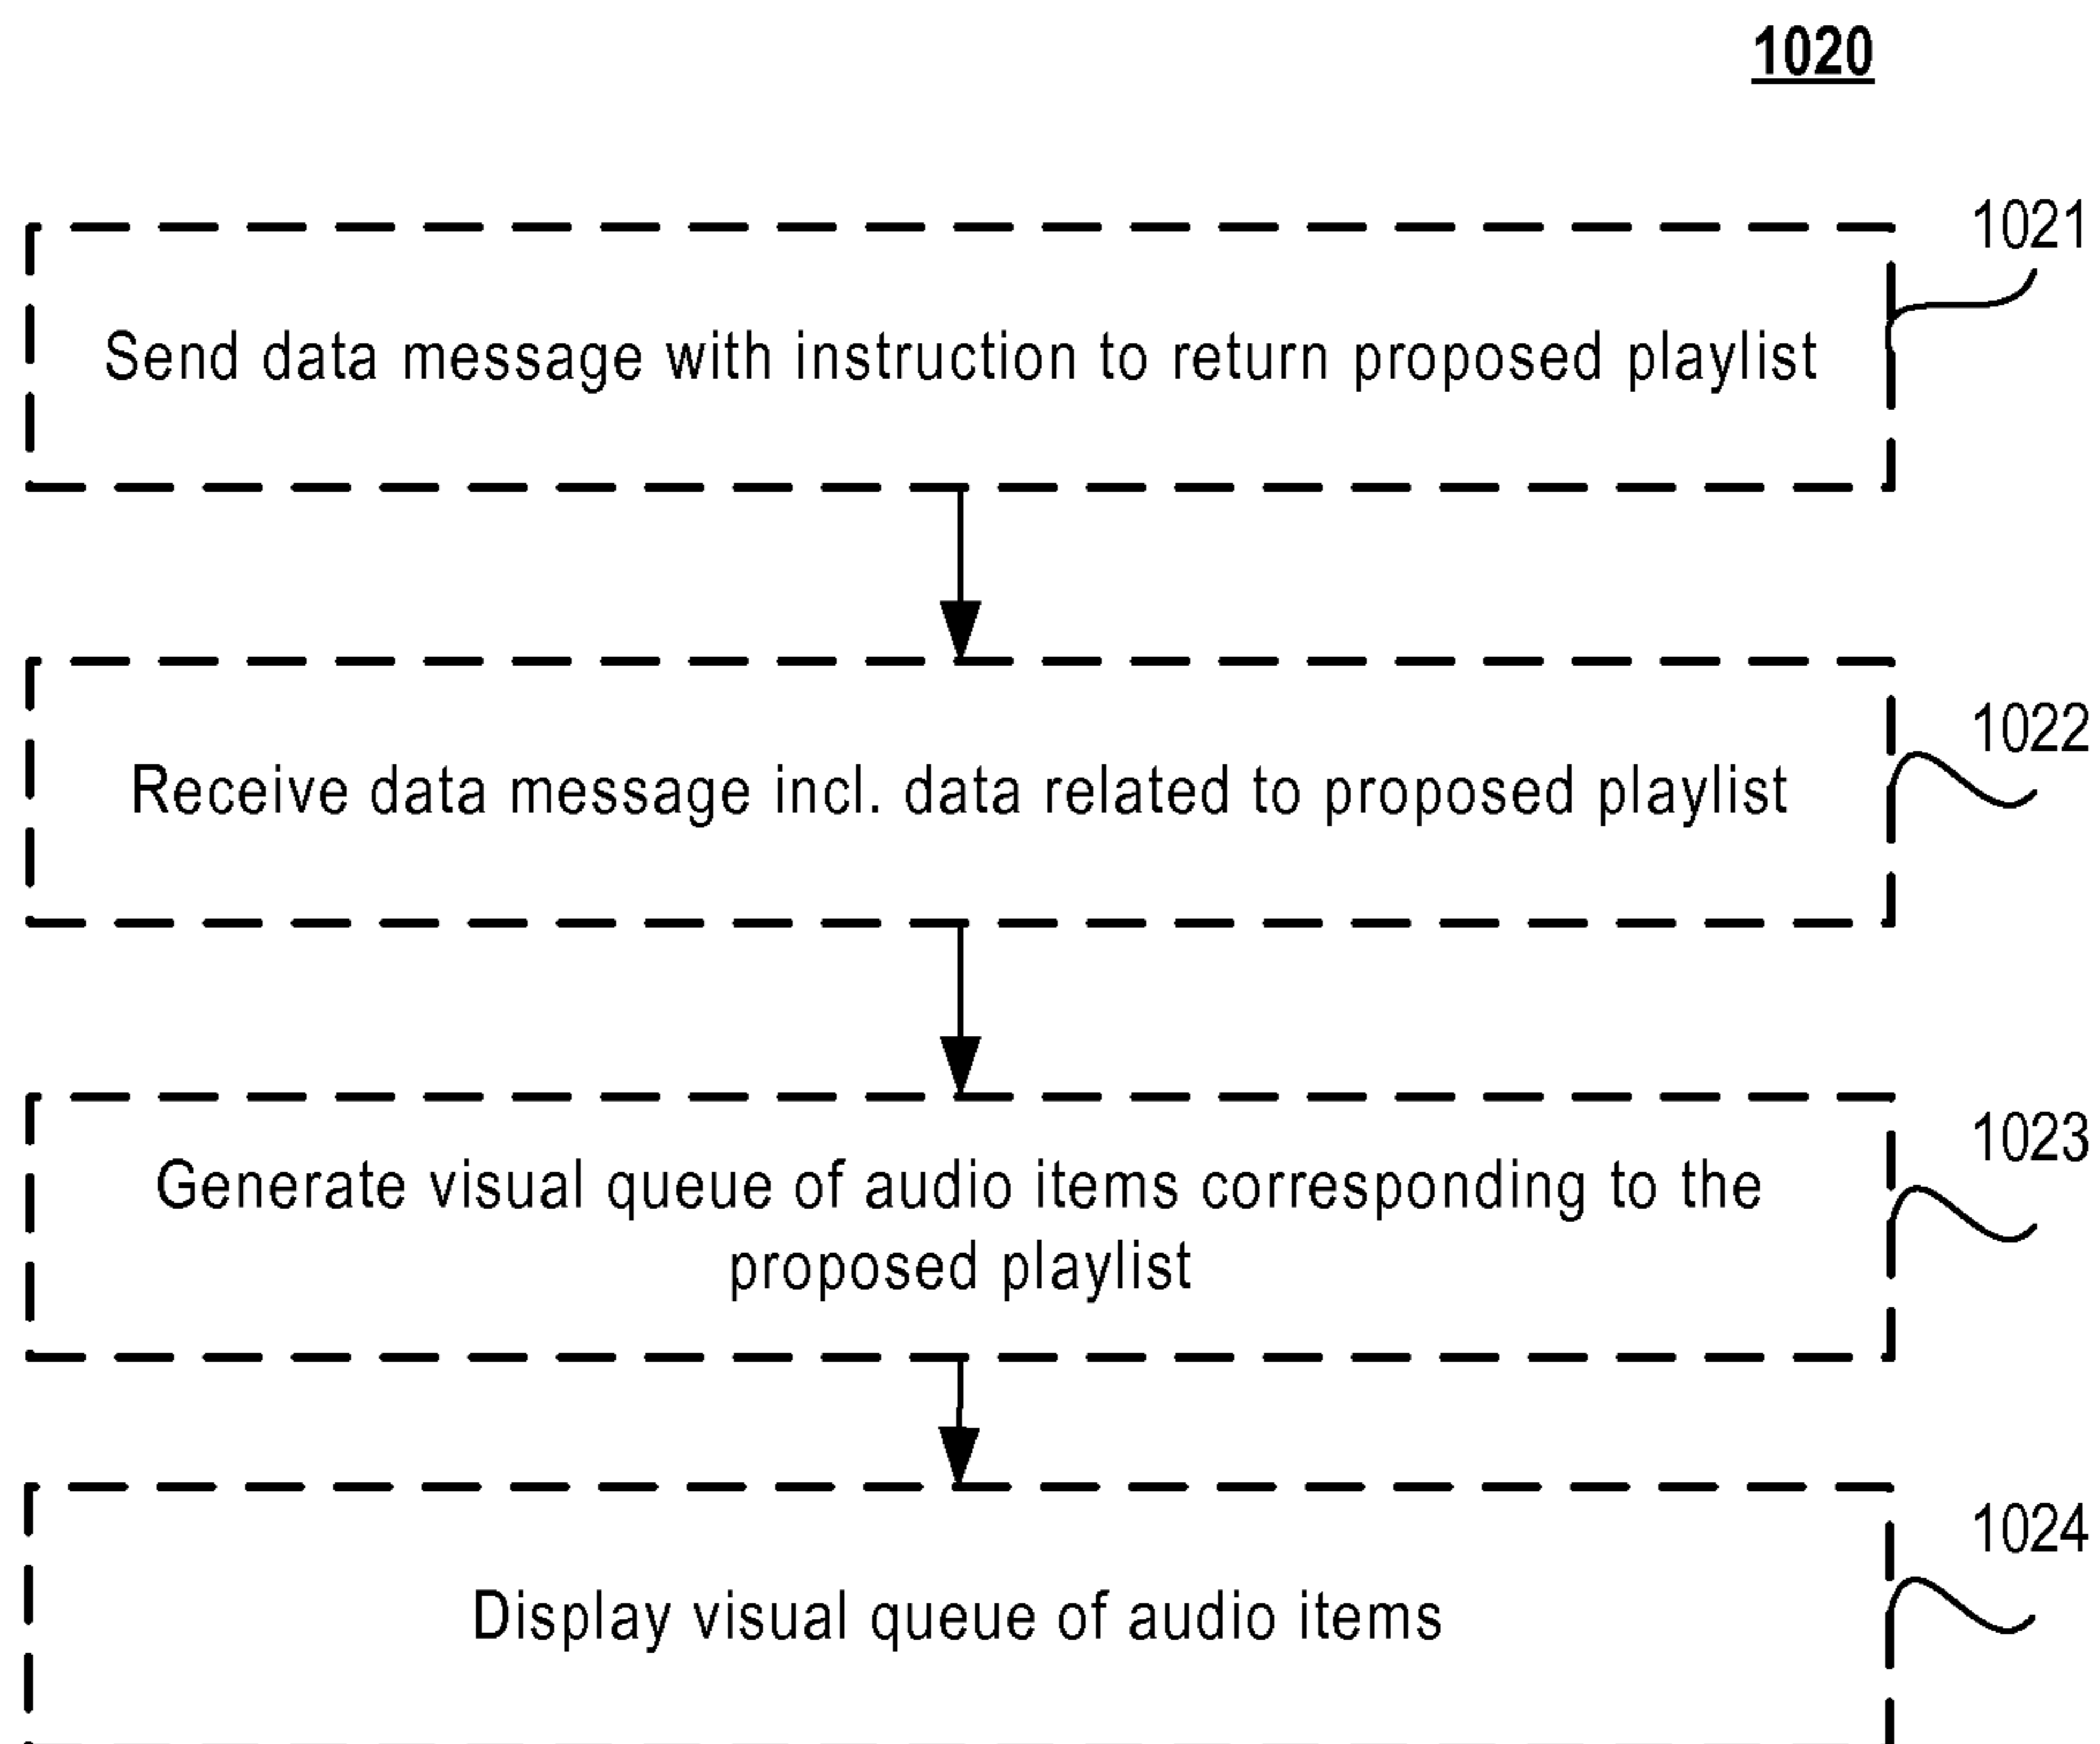 1020
1021
Send data message with instruction to return proposed playlist
1022
Receive data message incl. data related to proposed playlist
1023
Generate visual queue of audio items corresponding to the
proposed playlist
1024
Display visual queue of audio items